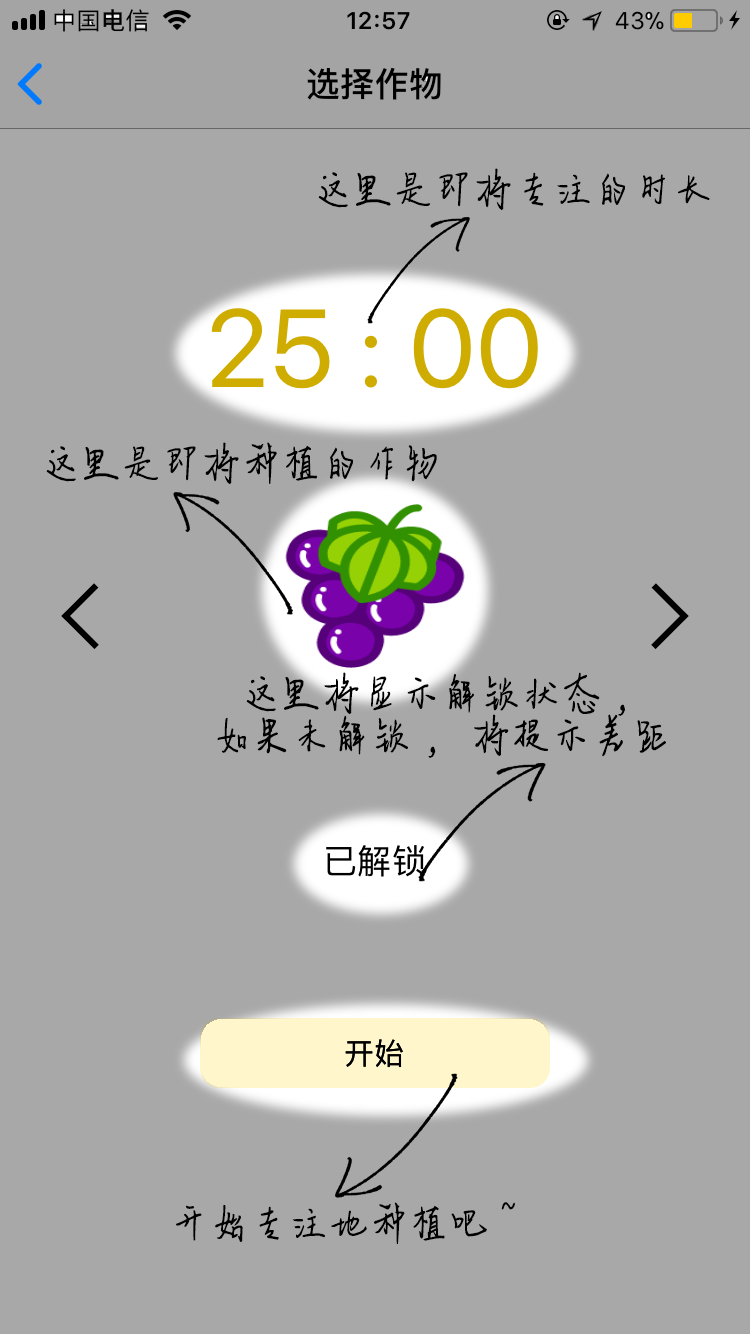 中国电信
12:57
43%
选择作物
这里是即将专注的时长
25:00
这里是即将种植的作物
这里将显示解锁状态，
如果未解锁，将提示差距
已解锁
开始
开始专注地种植吧~